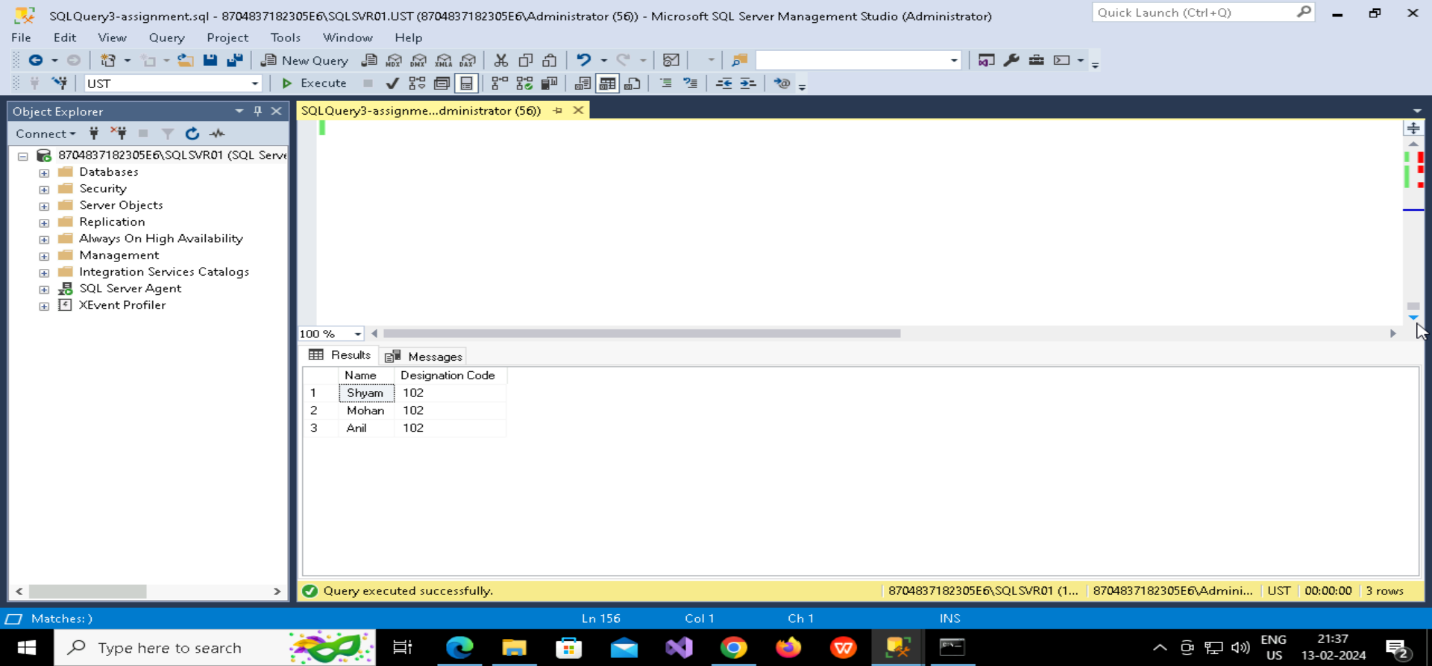 SQLQuery3-assignment.sql - 8704837182305E6\SQLSVR01.UST (8704837182305E6\Administrator (56)) - Microsoft SQL Server Management Studio (Administrator)
Quick Launch (Ctrl+Q)
File Edit View Query Project Tools Window Help
New Query
MDX DMX XMLA DAX
UST
Execute
Object Explorer
SQLQuery3-assignme...dministrator (56))
Connect
8704837182305E6\SQLSVR01 (SQL Serve
Databases
Security
Server Objects
Replication
Always On High Availability
Management
Integration Services Catalogs
SQL Server Agent
XEvent Profiler
100 %
Results Messages
Name Designation Code
1 Shyam 102
2 Mohan 102
3 Anil 102
Query executed successfully.
8704837182305E6\SQLSVR01 (1... 8704837182305E6\Admini... UST 00:00:00 3 rows
Matches: ) Ln 156 Col 1 Ch 1 INS
Type here to search
ENG
US
21:37
13-02-2024
2